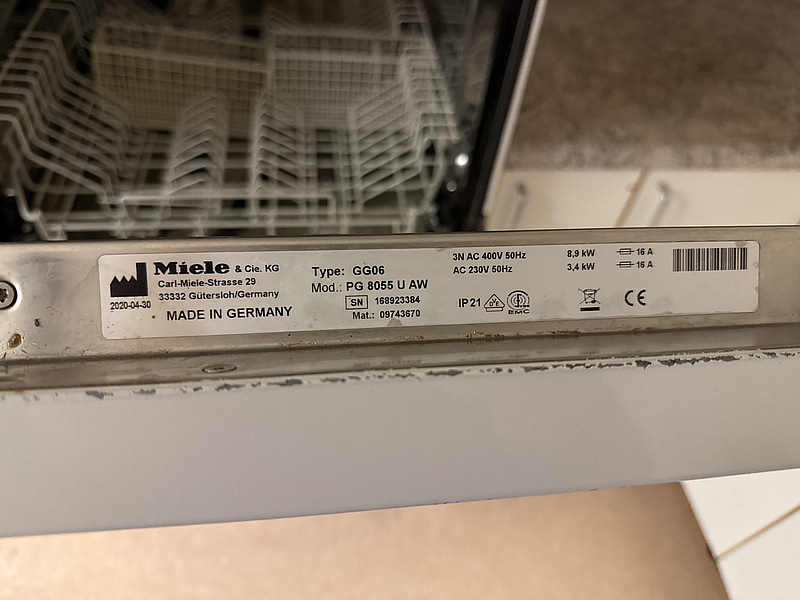 Miele & Cie. KG
Carl-Miele-Strasse 29
33332 Gütersloh/Germany
2020-04-30
MADE IN GERMANY
Type: GG06
Mod.: PG 8055 U AW
SN 168923384
Mat.: 09743670
3N AC 400V 50Hz 8,9 kW 16 A
AC 230V 50Hz 3,4 kW 16 A
IP21 VDE EMC CE